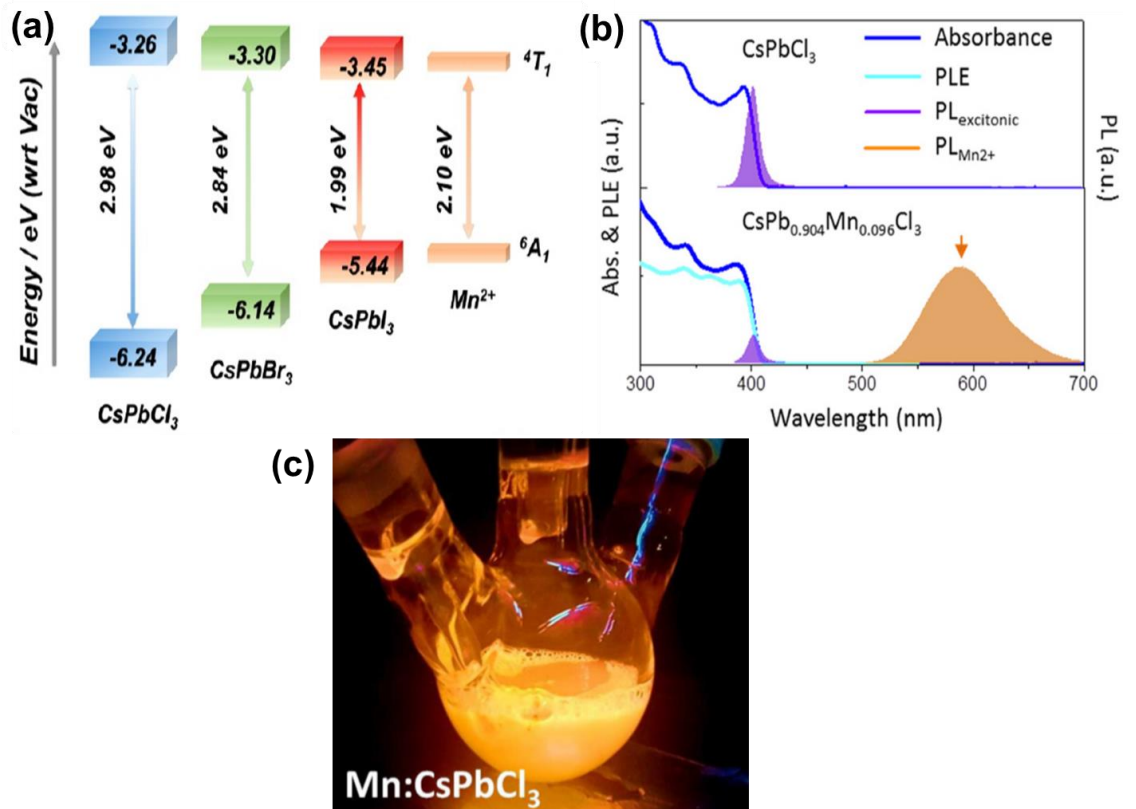 (a)
Energy / eV (wrt Vac)
-3.26
-3.30
-3.45
⁴T₁
2.98 eV
2.84 eV
1.99 eV
2.10 eV
-6.24
-6.14
-5.44
⁶A₁
CsPbCl₃
CsPbBr₃
CsPbI₃
Mn²⁺
(b)
CsPbCl₃
Absorbance
PLE
PLexcitonic
PLMn2+
CsPb₀.₉₀₄Mn₀.₀₉₆Cl₃
Abs. & PLE (a.u.)
PL (a.u.)
300 400 500 600 700
Wavelength (nm)
(c)
Mn:CsPbCl₃